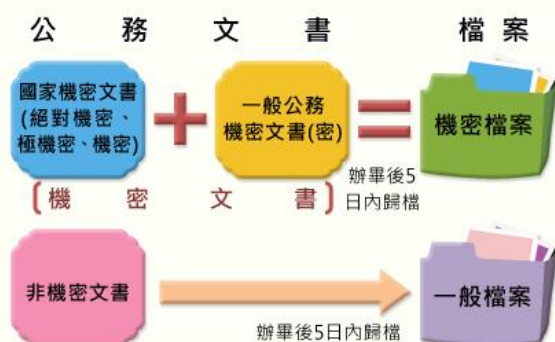 公務文書
檔案
國家機密文書
(絕對機密、
極機密、機密)
一般公務
機密文書(密)
機密檔案
辦畢後5
日內歸檔
〔機密文書〕
非機密文書
一般檔案
辦畢後5日內歸檔